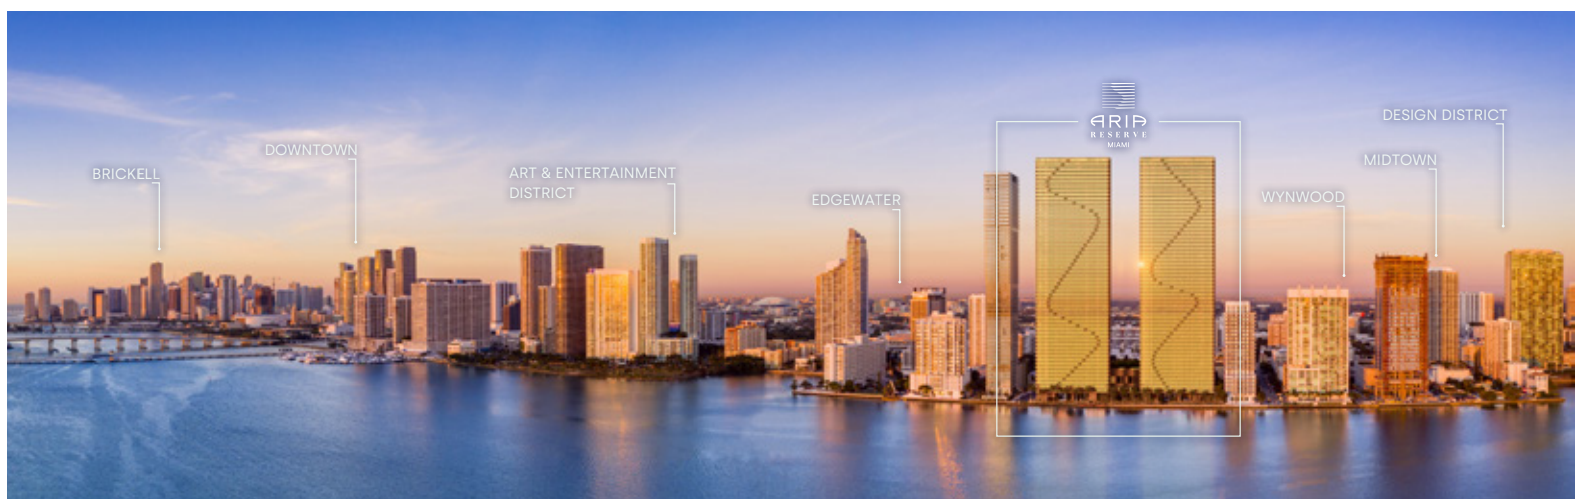 BRICKELL
DOWNTOWN
ART & ENTERTAINMENT
DISTRICT
EDGEWATER
ARIA
RESERVE
MIAMI
WYNWOOD
MIDTOWN
DESIGN DISTRICT